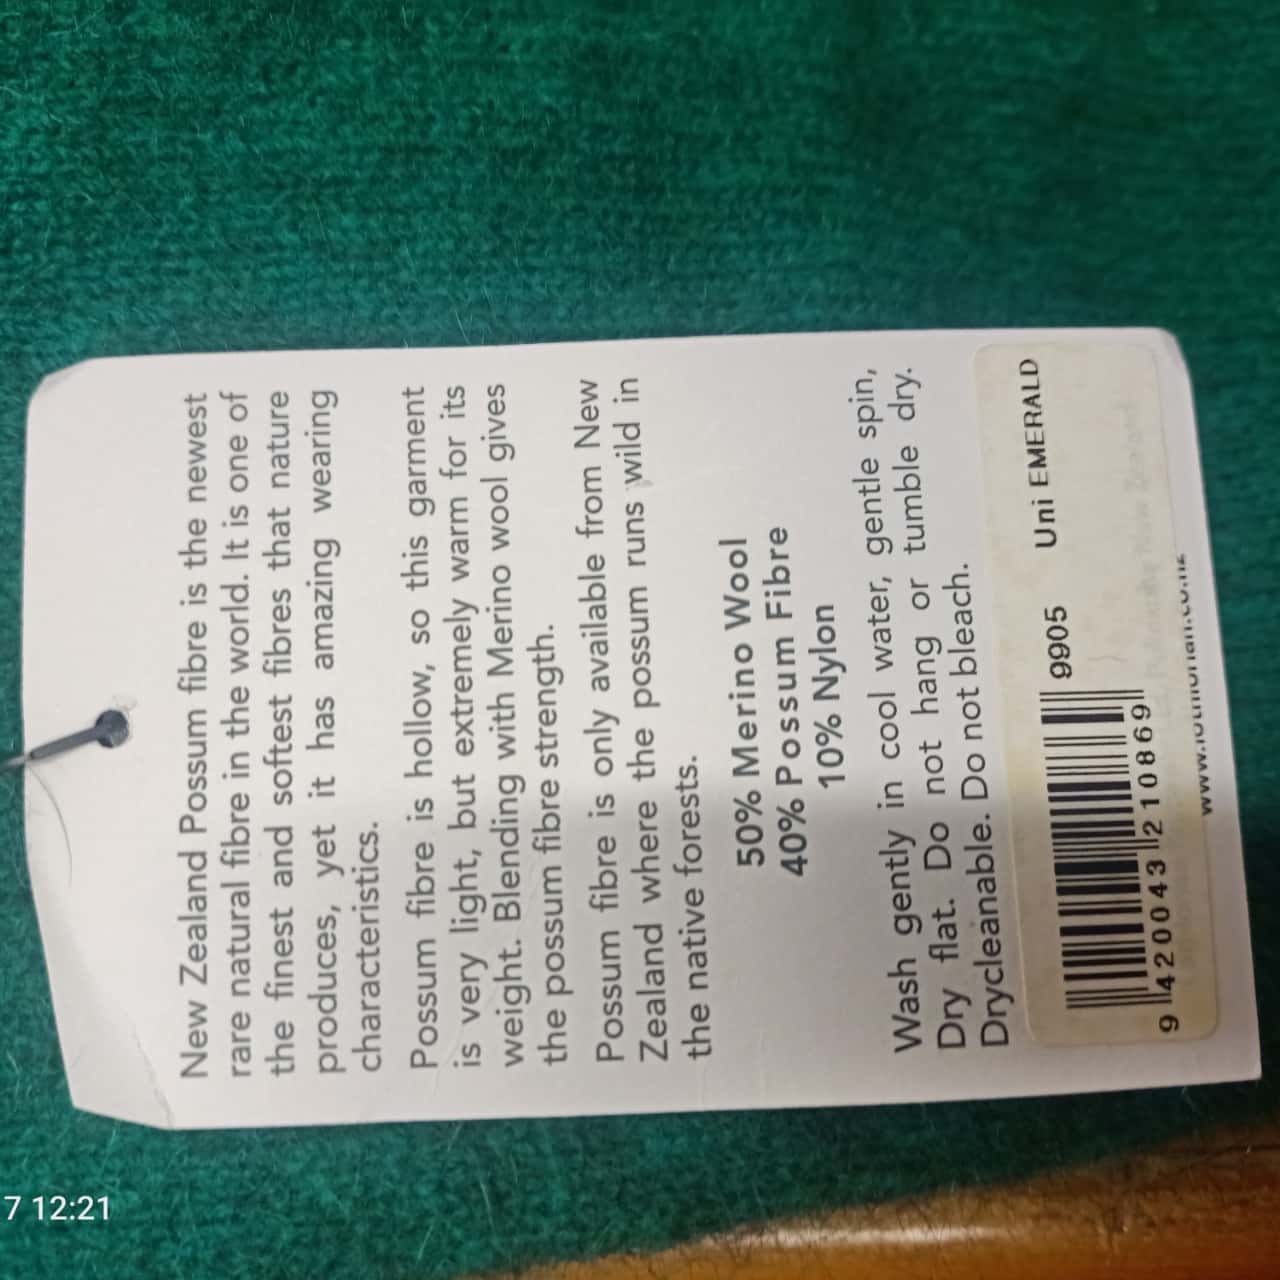 New Zealand Possum fibre is the newest
rare natural fibre in the world. It is one of
the finest and softest fibres that nature
produces, yet it has amazing wearing
characteristics.
Possum fibre is hollow, so this garment
is very light, but extremely warm for its
weight. Blending with Merino wool gives
the possum fibre strength.
Possum fibre is only available from New
Zealand where the possum runs wild in
the native forests.
50% Merino Wool
40% Possum Fibre
10% Nylon
Wash gently in cool water, gentle spin,
Dry flat. Do not hang or tumble dry.
Drycleanable. Do not bleach.
9905 Uni EMERALD
9 420043 210869
7 12:21